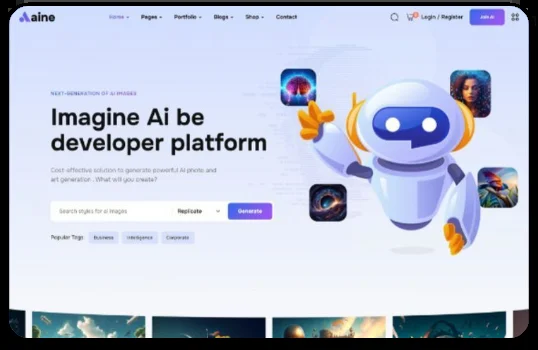 Aaine
Home Pages Portfolio Blogs Shop Contact
Login / Register
Join Ai
NEXT-GENERATION OF AI IMAGES
Imagine Ai be
developer platform
Cost-effective solution to generate powerful AI photo and
art generation . What will you create?
Search styles for ai images
Replicate
Generate
Popular Tags:
Business
Intelligence
Corporate